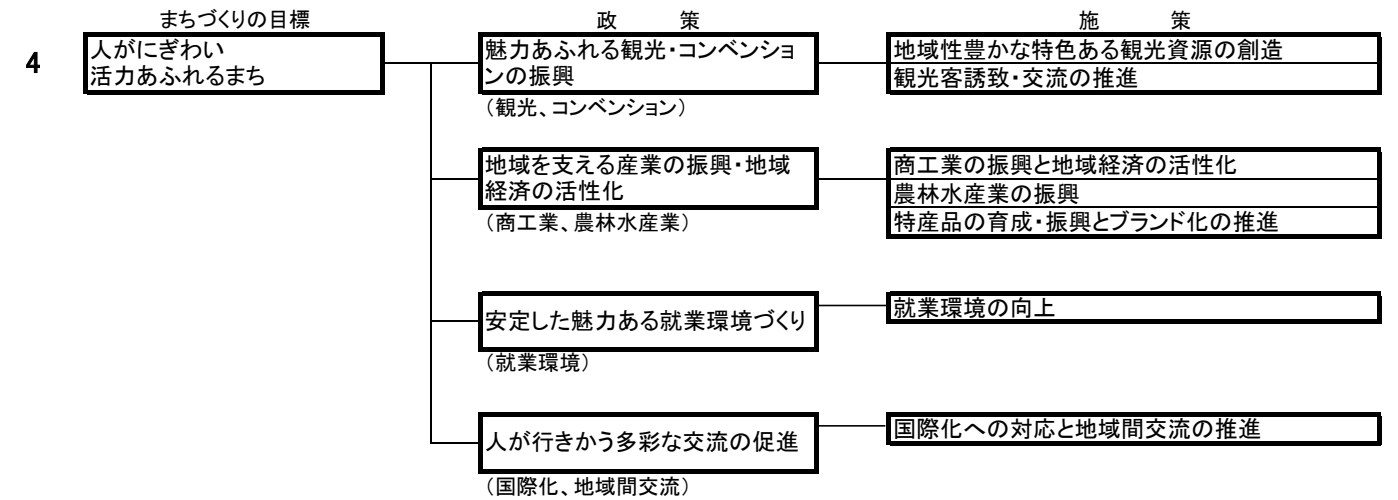 まちづくりの目標
政 策
施 策
4
人がにぎわい
活力あふれるまち
魅力あふれる観光・コンベンショ
ンの振興
(観光、コンベンション)
地域性豊かな特色ある観光資源の創造
観光客誘致・交流の推進
地域を支える産業の振興・地域
経済の活性化
(商工業、農林水産業)
商工業の振興と地域経済の活性化
農林水産業の振興
特産品の育成・振興とブランド化の推進
安定した魅力ある就業環境づくり
(就業環境)
就業環境の向上
人が行きかう多彩な交流の促進
(国際化、地域間交流)
国際化への対応と地域間交流の推進